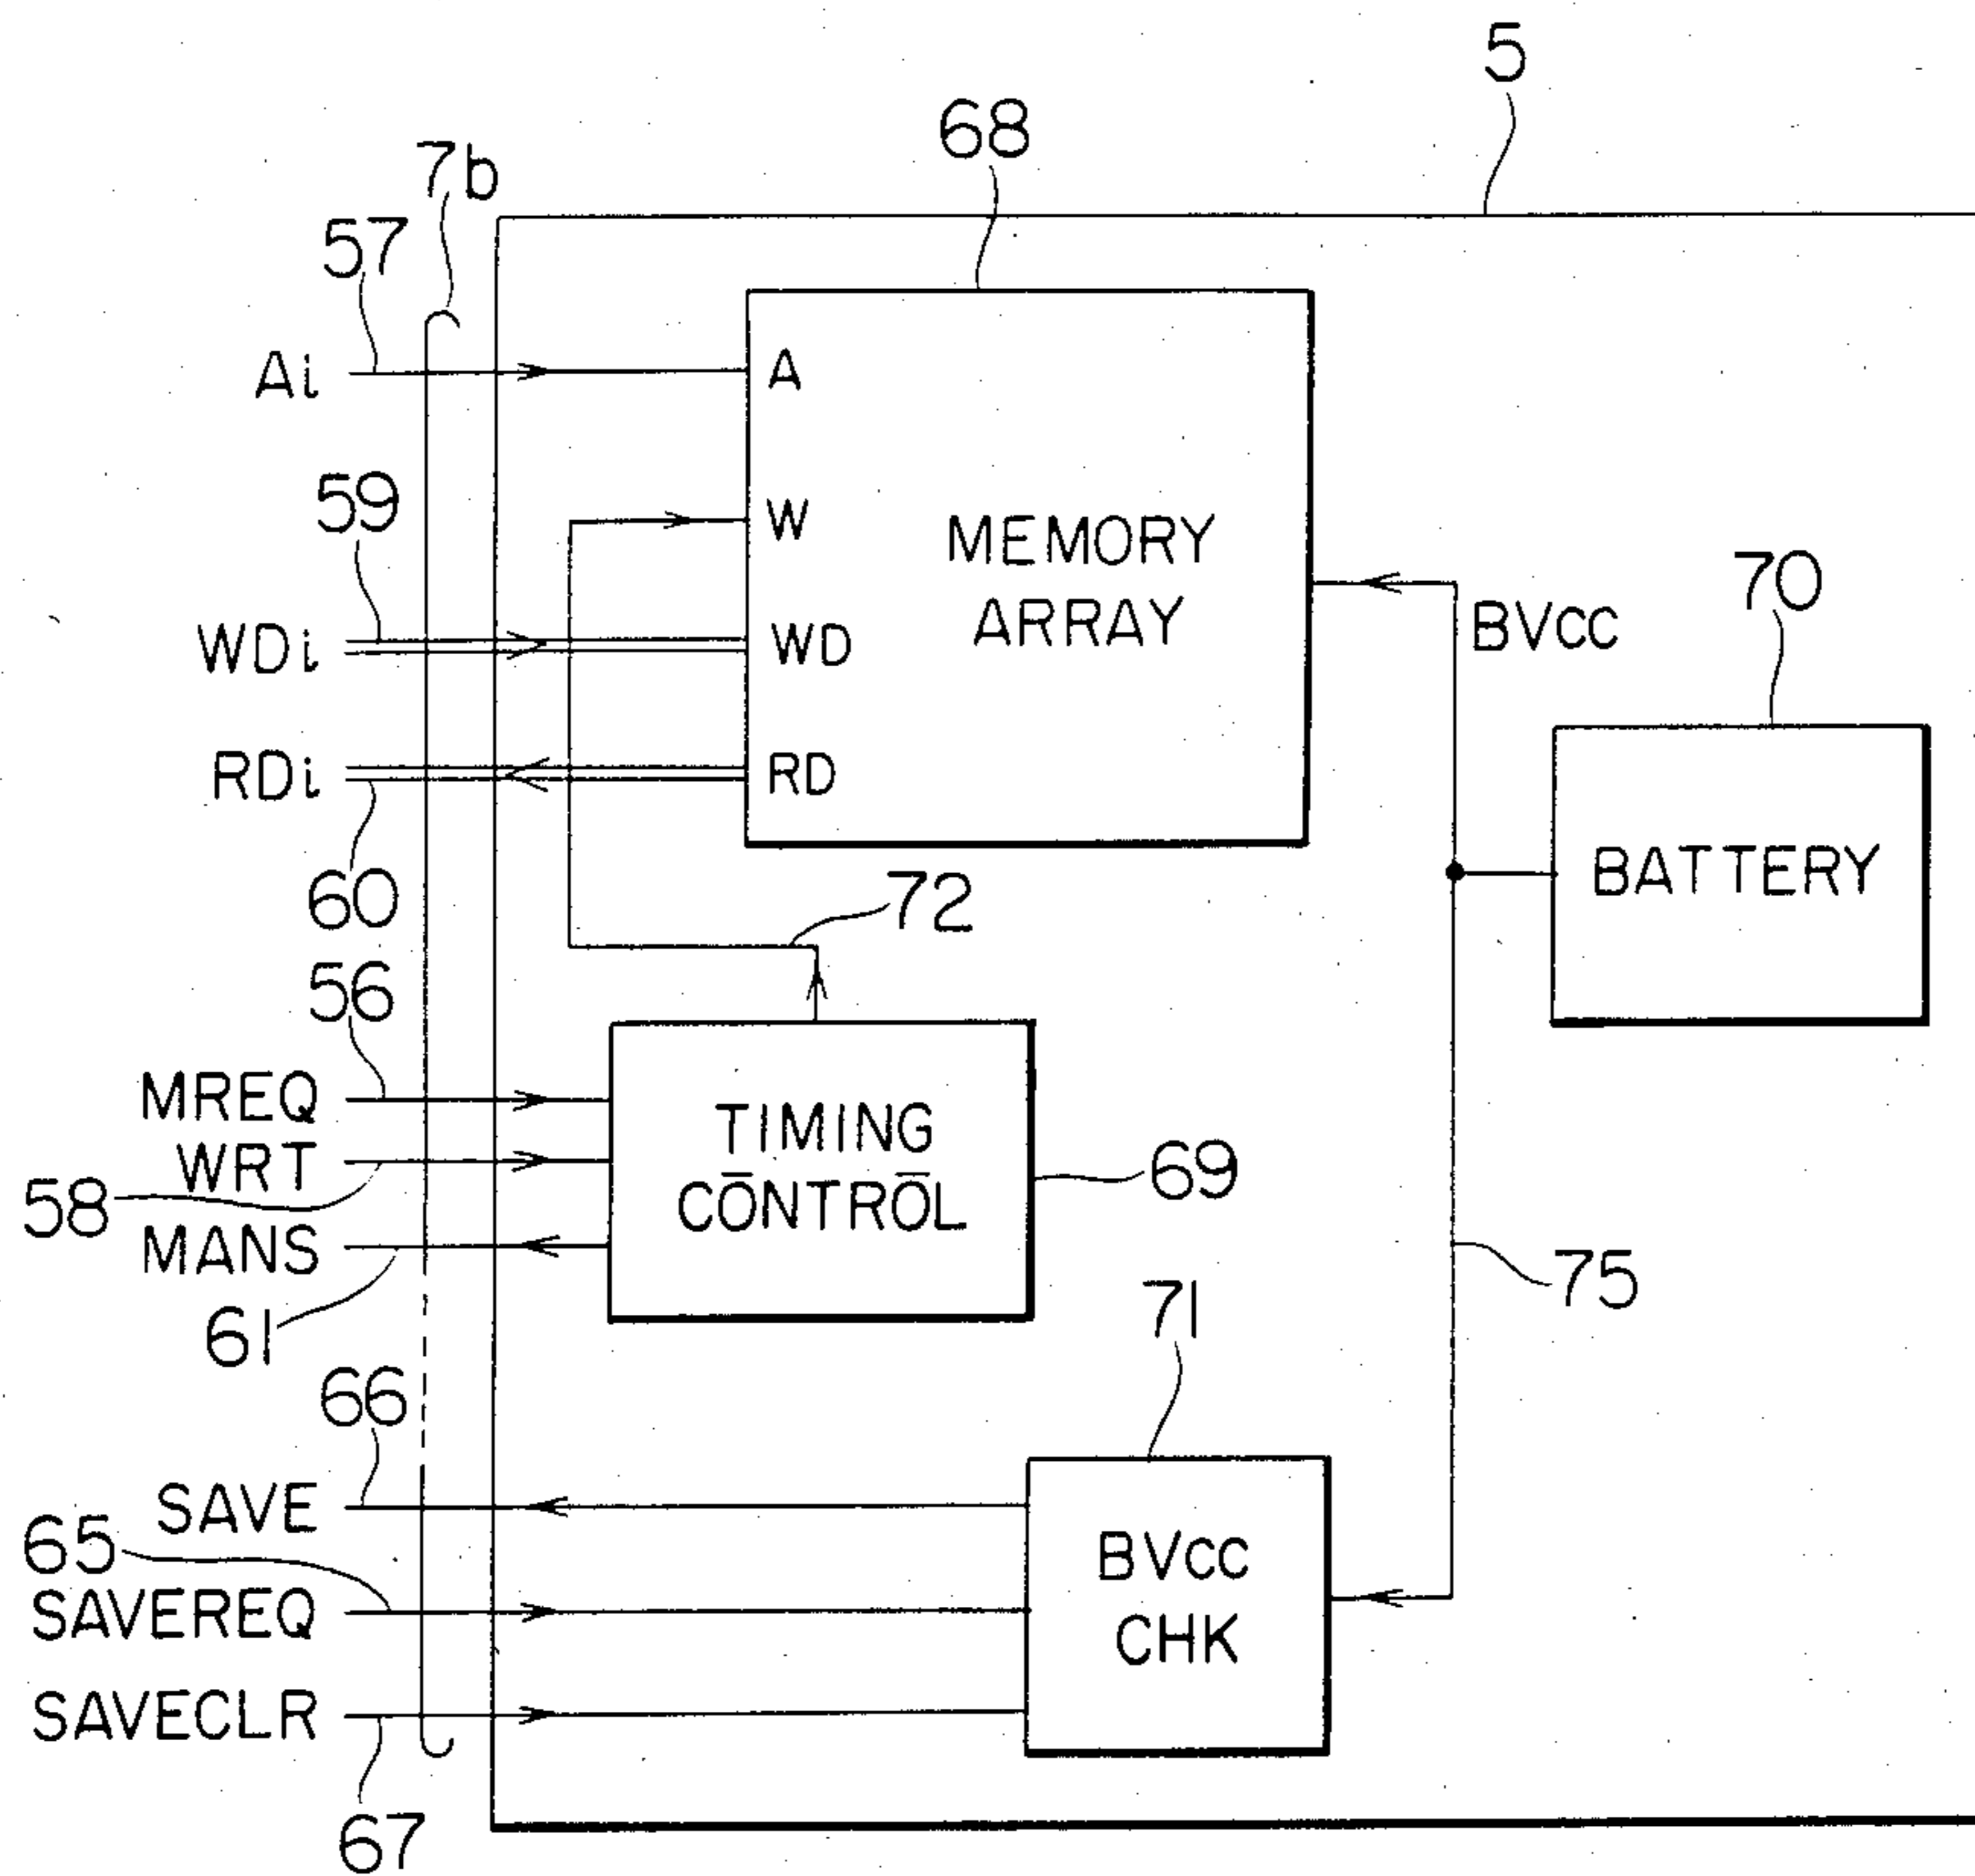 5
68
7b
57
Ai
A
59
W
MEMORY
ARRAY
70
BVCC
WDi
WD
RDi
RD
BATTERY
60
72
56
MREQ
TIMING
CONTROL
WRT
69
58
MANS
75
61
71
66
SAVE
65
BVCC
CHK
SAVEREQ
SAVECLR
67